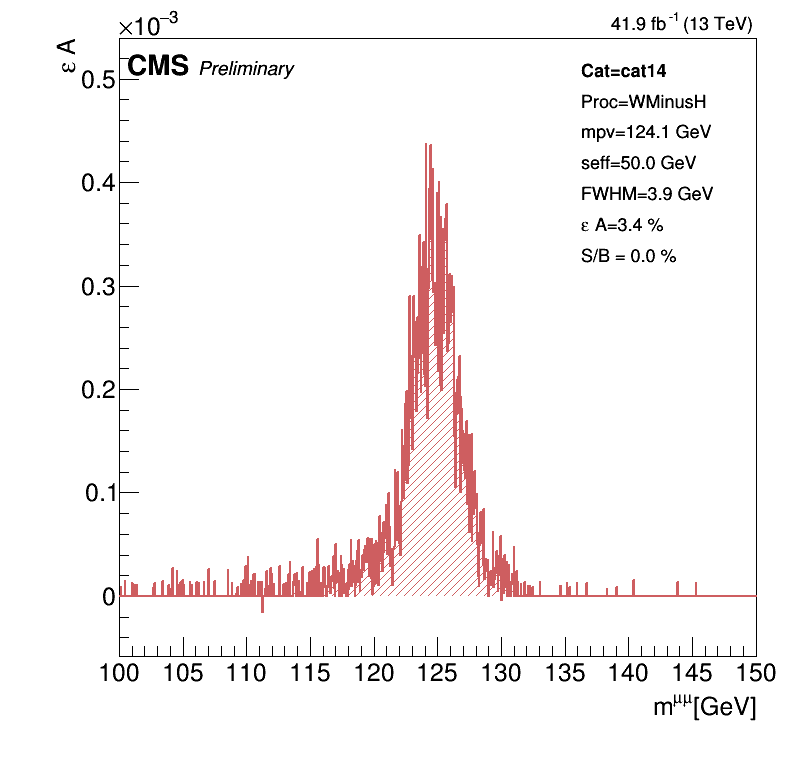 ×10⁻³
41.9 fb⁻¹ (13 TeV)
ε A
CMS Preliminary
Cat=cat14
Proc=WMinusH
mpv=124.1 GeV
seff=50.0 GeV
FWHM=3.9 GeV
ε A=3.4 %
S/B = 0.0 %
0.5
0.4
0.3
0.2
0.1
0
100 105 110 115 120 125 130 135 140 145 150
m^μμ[GeV]